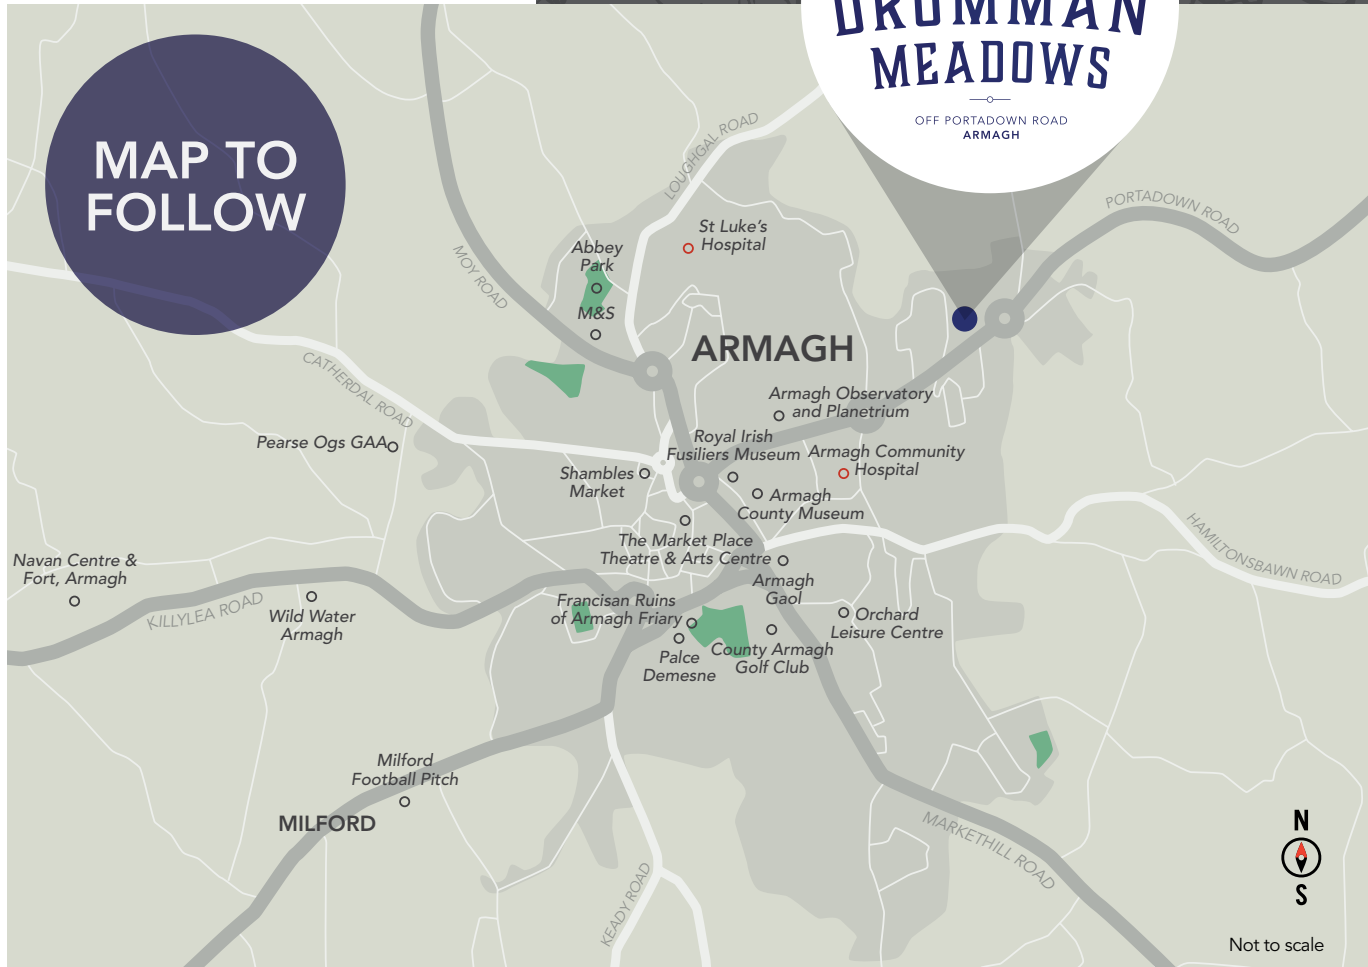 DRUMMAN
MEADOWS
OFF PORTADOWN ROAD
ARMAGH
MAP TO
FOLLOW
LOUGHGAL ROAD
PORTADOWN ROAD
St Luke's
Hospital
Abbey
Park
MOY ROAD
M&S
ARMAGH
CATHERDAL ROAD
Armagh Observatory
and Planetrium
Pearse Ogs GAA
Royal Irish
Fusiliers Museum
Armagh Community
Hospital
Shambles
Market
Armagh
County Museum
HAMILTONSBAWN ROAD
The Market Place
Theatre & Arts Centre
Navan Centre &
Fort, Armagh
Armagh
Gaol
KILLYLEA ROAD
Wild Water
Armagh
Francisan Ruins
of Armagh Friary
Orchard
Leisure Centre
Palce
Demesne
County Armagh
Golf Club
Milford
Football Pitch
MILFORD
MARKETHILL ROAD
KEADY ROAD
N
S
Not to scale